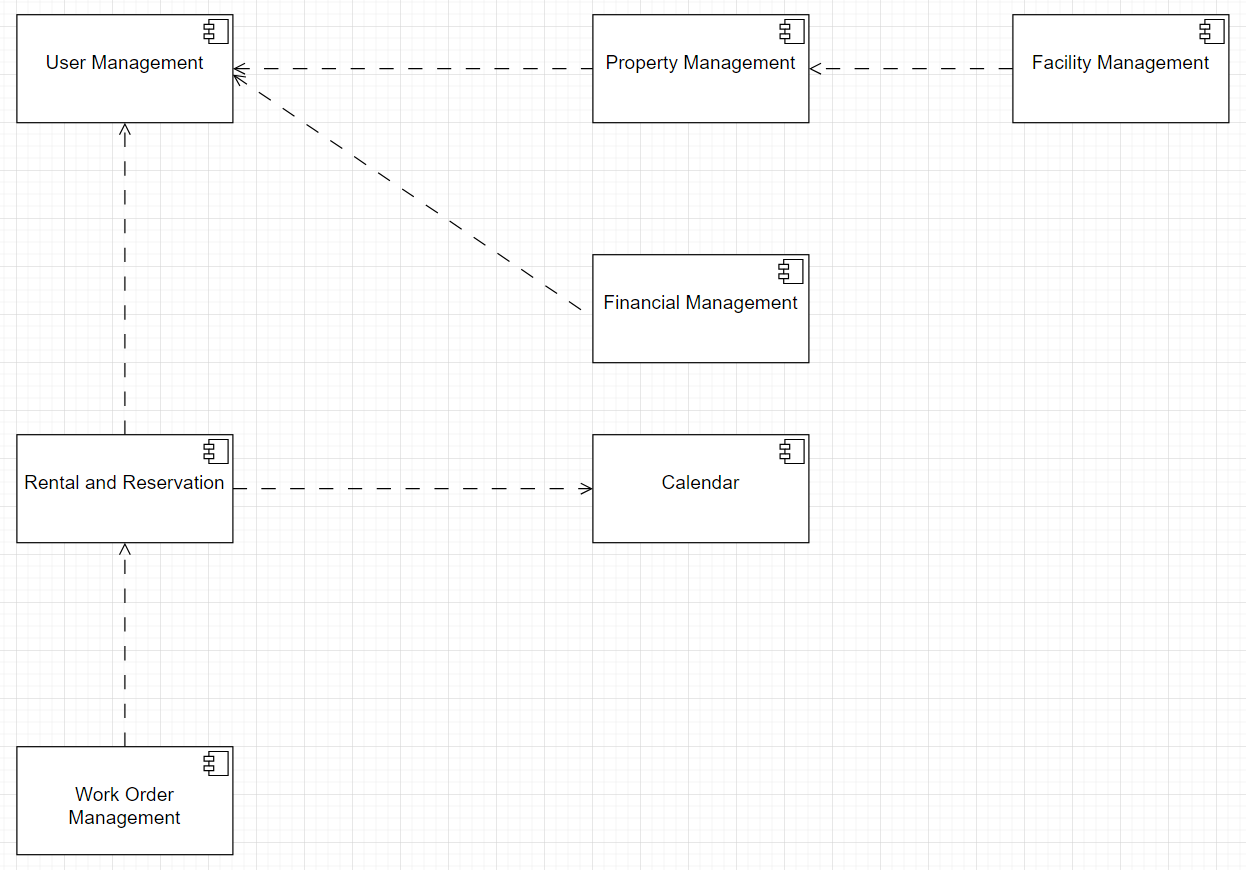 User Management
Property Management
Facility Management
Financial Management
Rental and Reservation
Calendar
Work Order
Management